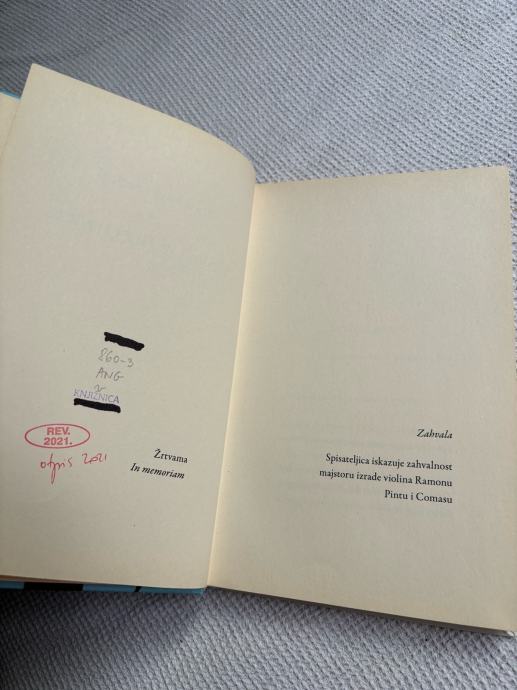 860-3
ANG
v
KNJIŽNICA
REV.
2021.
otpis 2021
Žrtvama
In memoriam
Zahvala
Spisateljica iskazuje zahvalnost
majstoru izrade violina Ramonu
Pintu i Comasu